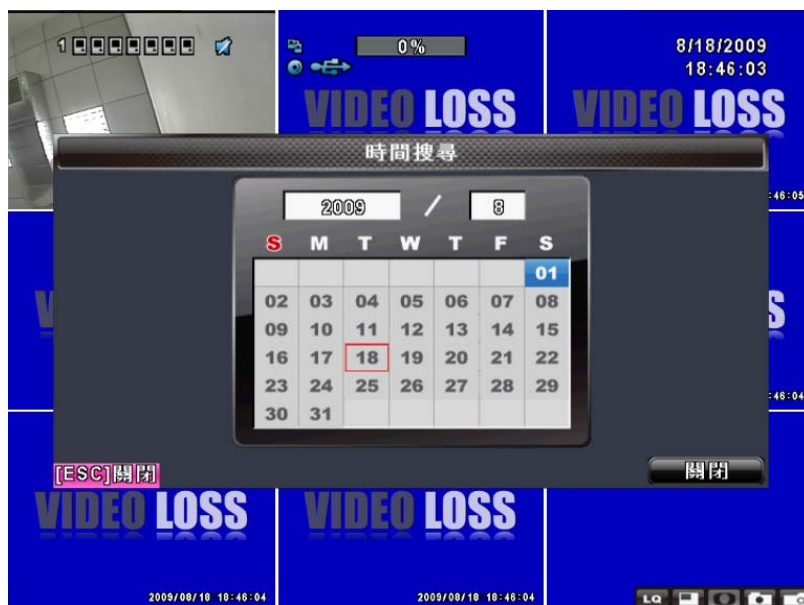 1
0%
8/18/2009
18:46:03
VIDEO LOSS
VIDEO LOSS
時間搜尋
:46:05
2009 / 8
S M T W T F S
01
02 03 04 05 06 07 08
09 10 11 12 13 14 15
16 17 18 19 20 21 22
23 24 25 26 27 28 29
30 31
V
S
:46:04
[ESC]關閉
關閉
VIDEO LOSS
VIDEO LOSS
2009/08/18 18:46:04
2009/08/18 18:46:04
LQ